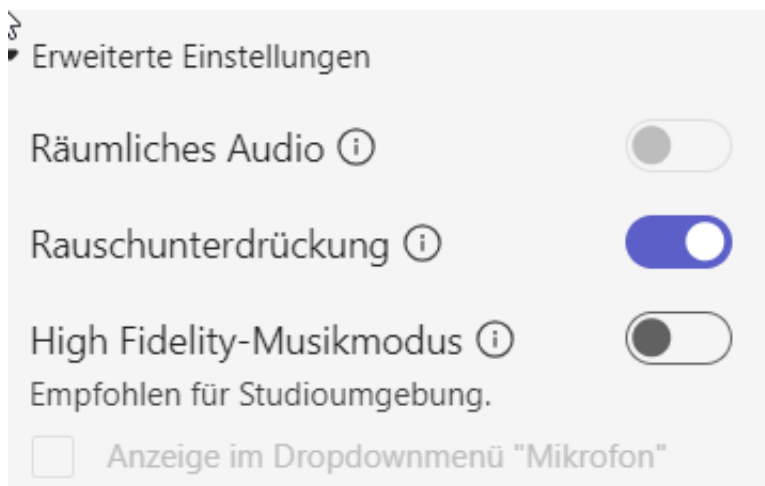 Erweiterte Einstellungen
Räumliches Audio
Rauschunterdrückung
High Fidelity-Musikmodus
Empfohlen für Studioumgebung.
Anzeige im Dropdownmenü "Mikrofon"